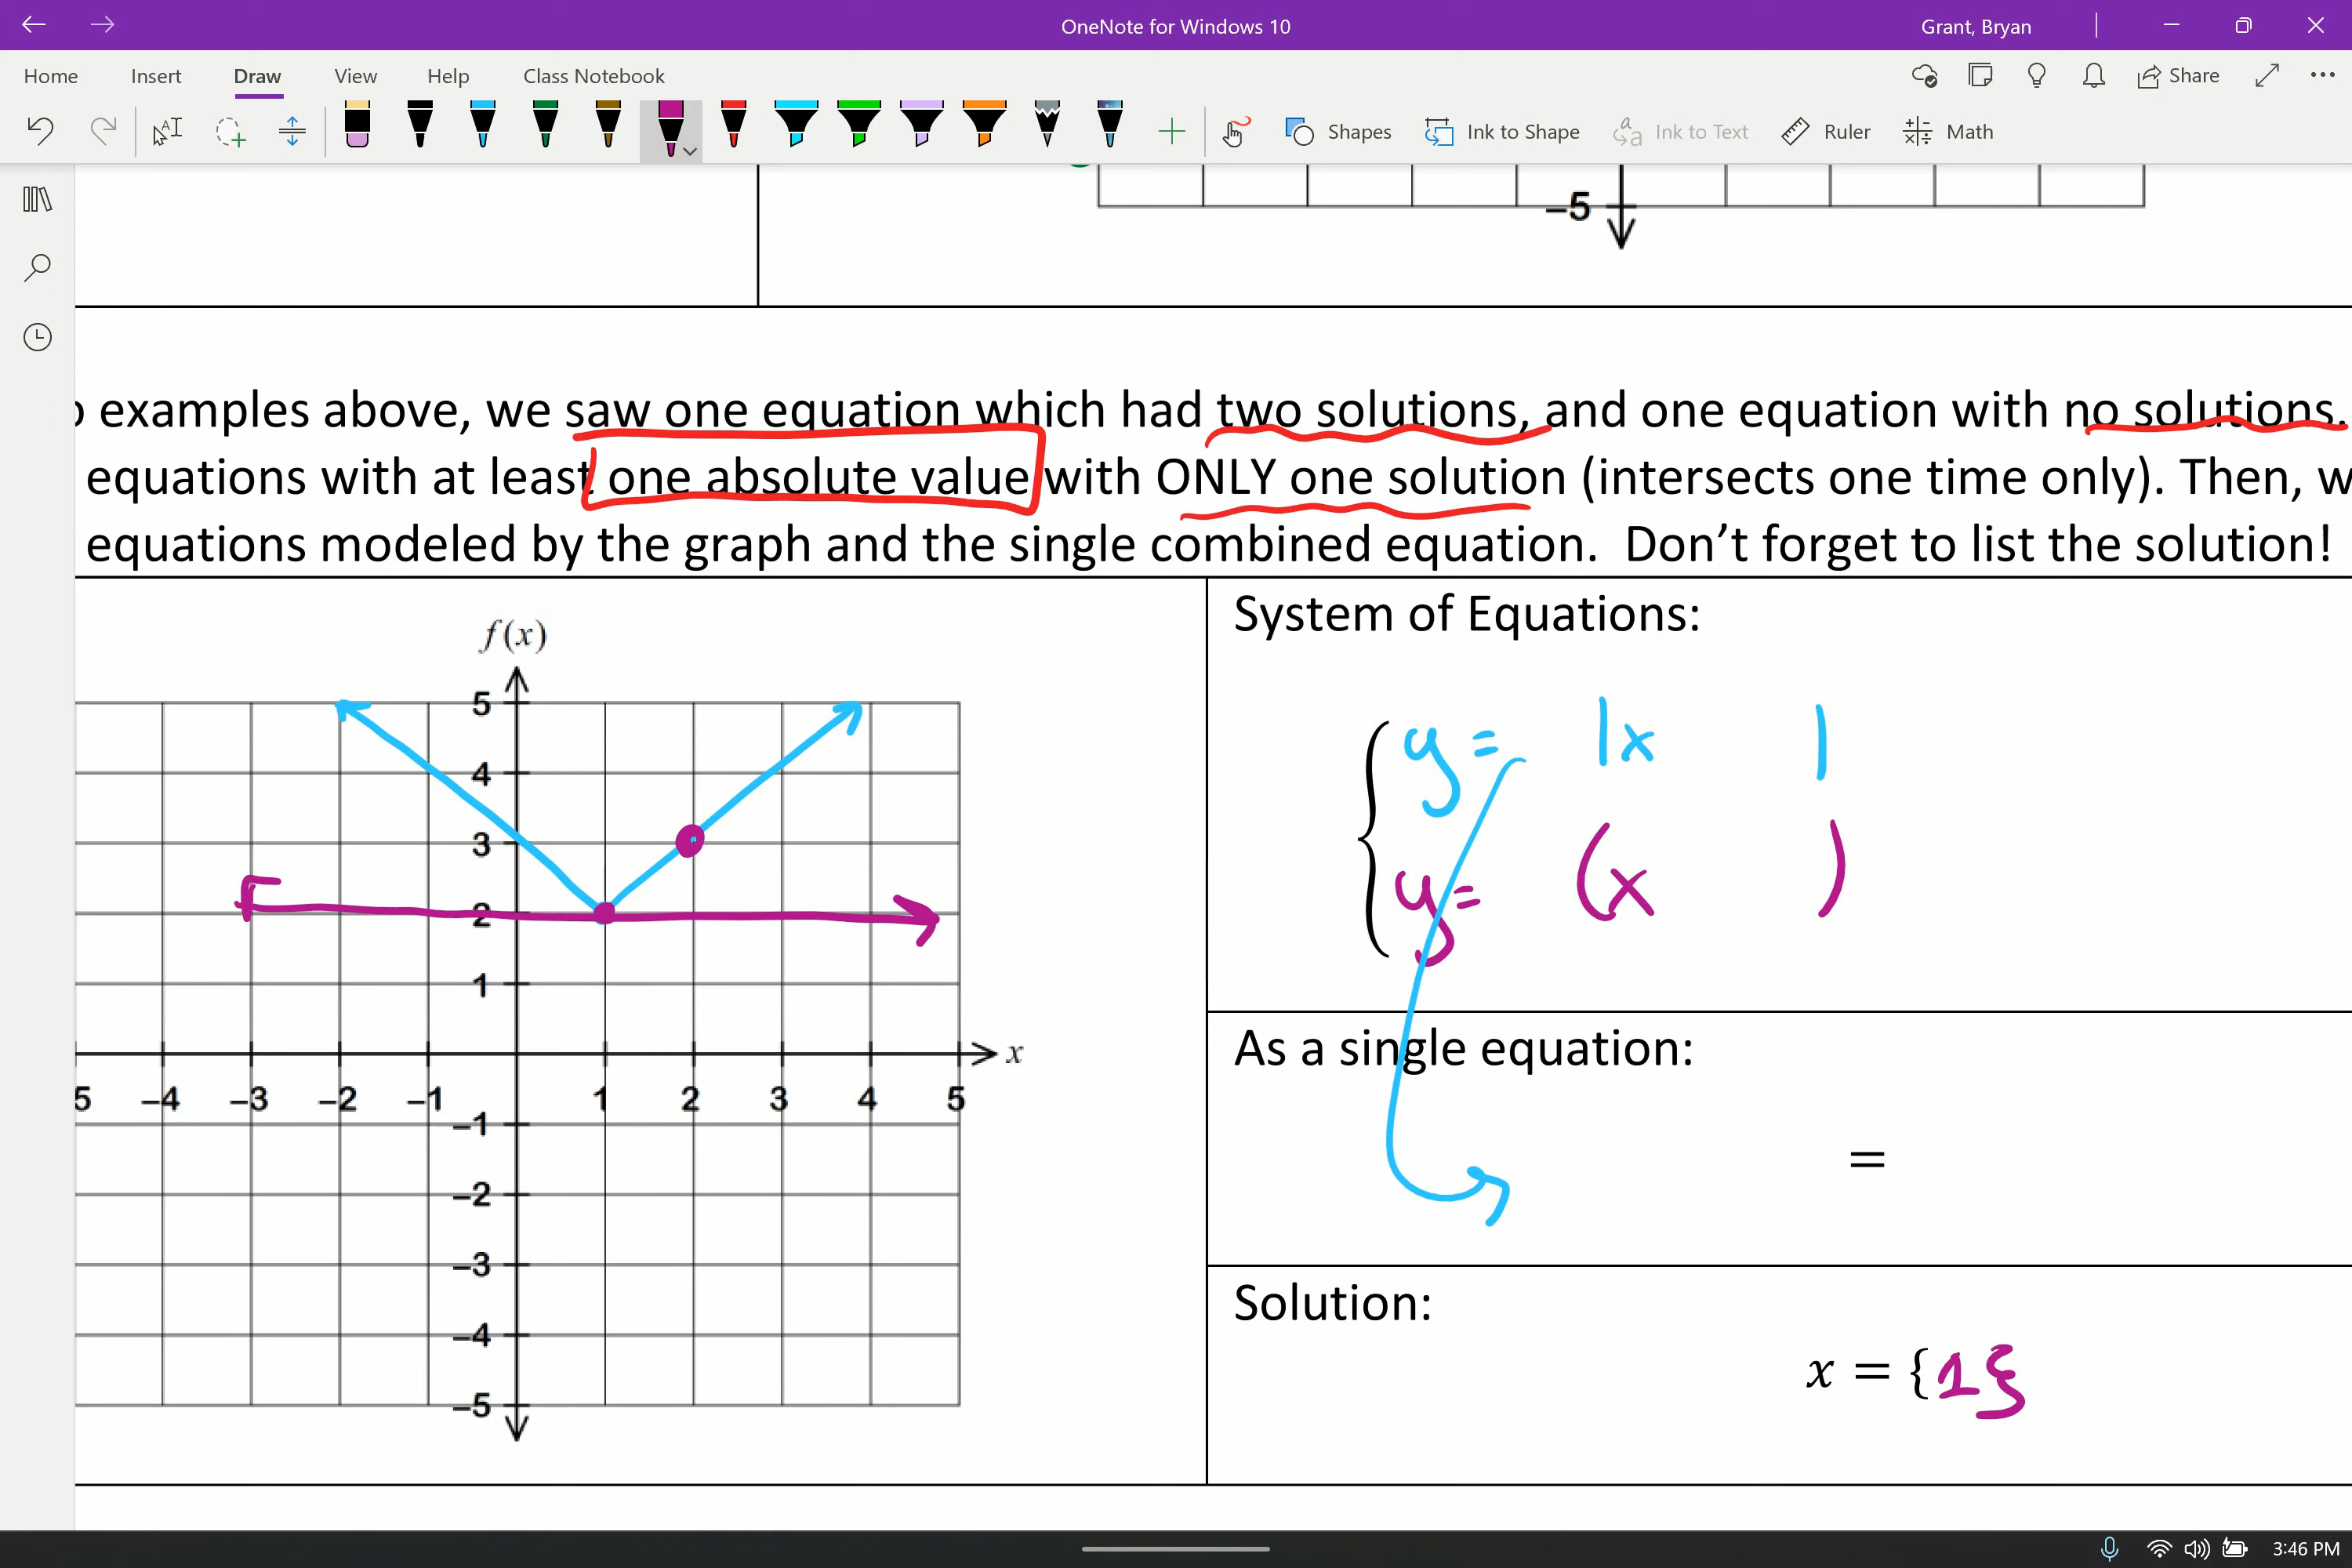 OneNote for Windows 10
Grant, Bryan
Home Insert Draw View Help Class Notebook
Share
Shapes Ink to Shape Ink to Text Ruler Math
-5
examples above, we saw one equation which had two solutions, and one equation with no solutions.
equations with at least one absolute value with ONLY one solution (intersects one time only). Then, w
equations modeled by the graph and the single combined equation. Don't forget to list the solution!
f(x)
5
4
3
2
1
5 -4 -3 -2 -1 1 2 3 4 5 x
-1
-2
-3
-4
-5
System of Equations:
y = |x |
y = (x )
As a single equation:
=
Solution:
x = {1}
3:46 PM